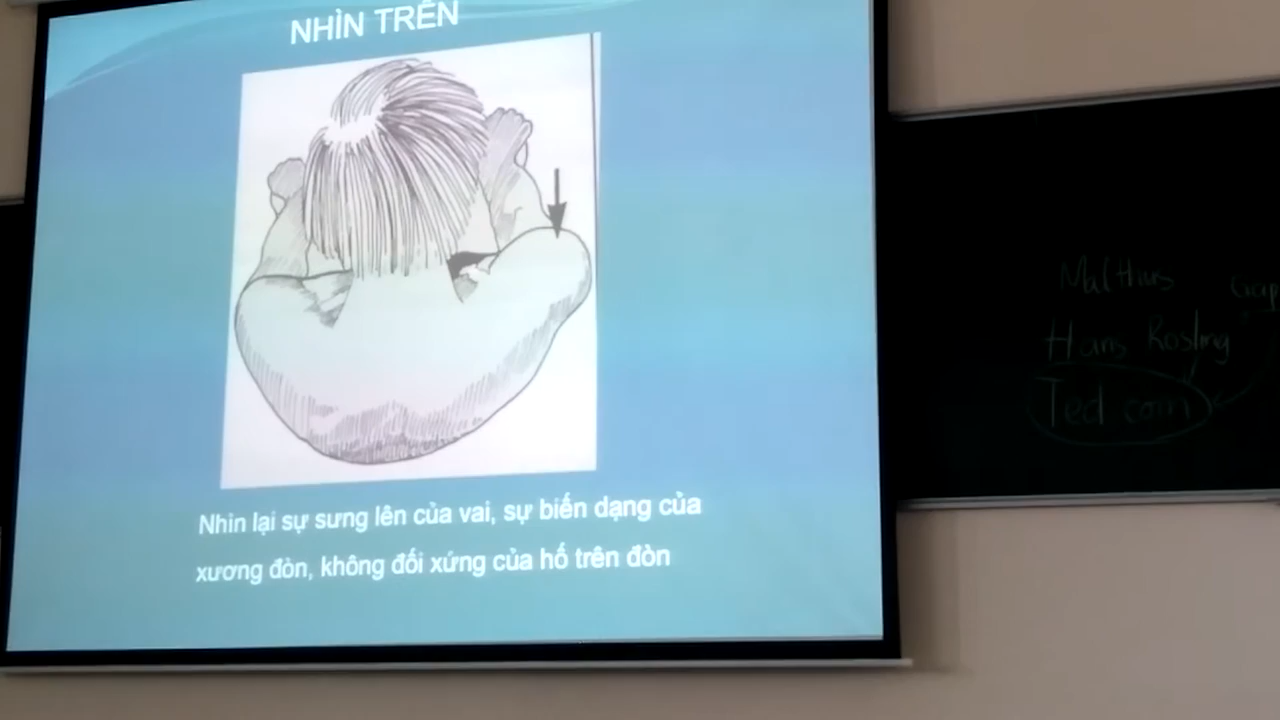 NHÌN TRÊN
Nhìn lại sự sưng lên của vai, sự biến dạng của
xương đòn, không đối xứng của hố trên đòn
Malthus
Hans Rosling
Ted.com